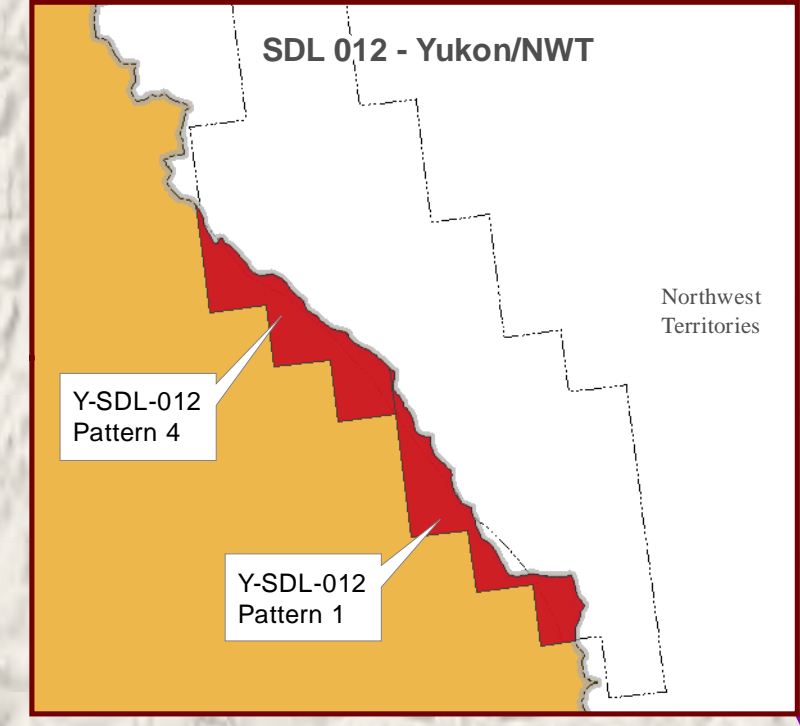 SDL 012 - Yukon/NWT
Northwest
Territories
Y-SDL-012
Pattern 4
Y-SDL-012
Pattern 1